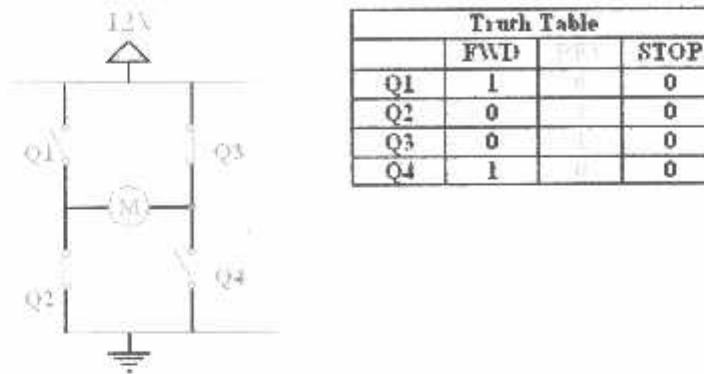 12V
Q1
Q3
M
Q2
Q4
Truth Table
FWD STOP
Q1 1 0
Q2 0 0
Q3 0 0
Q4 1 0 0